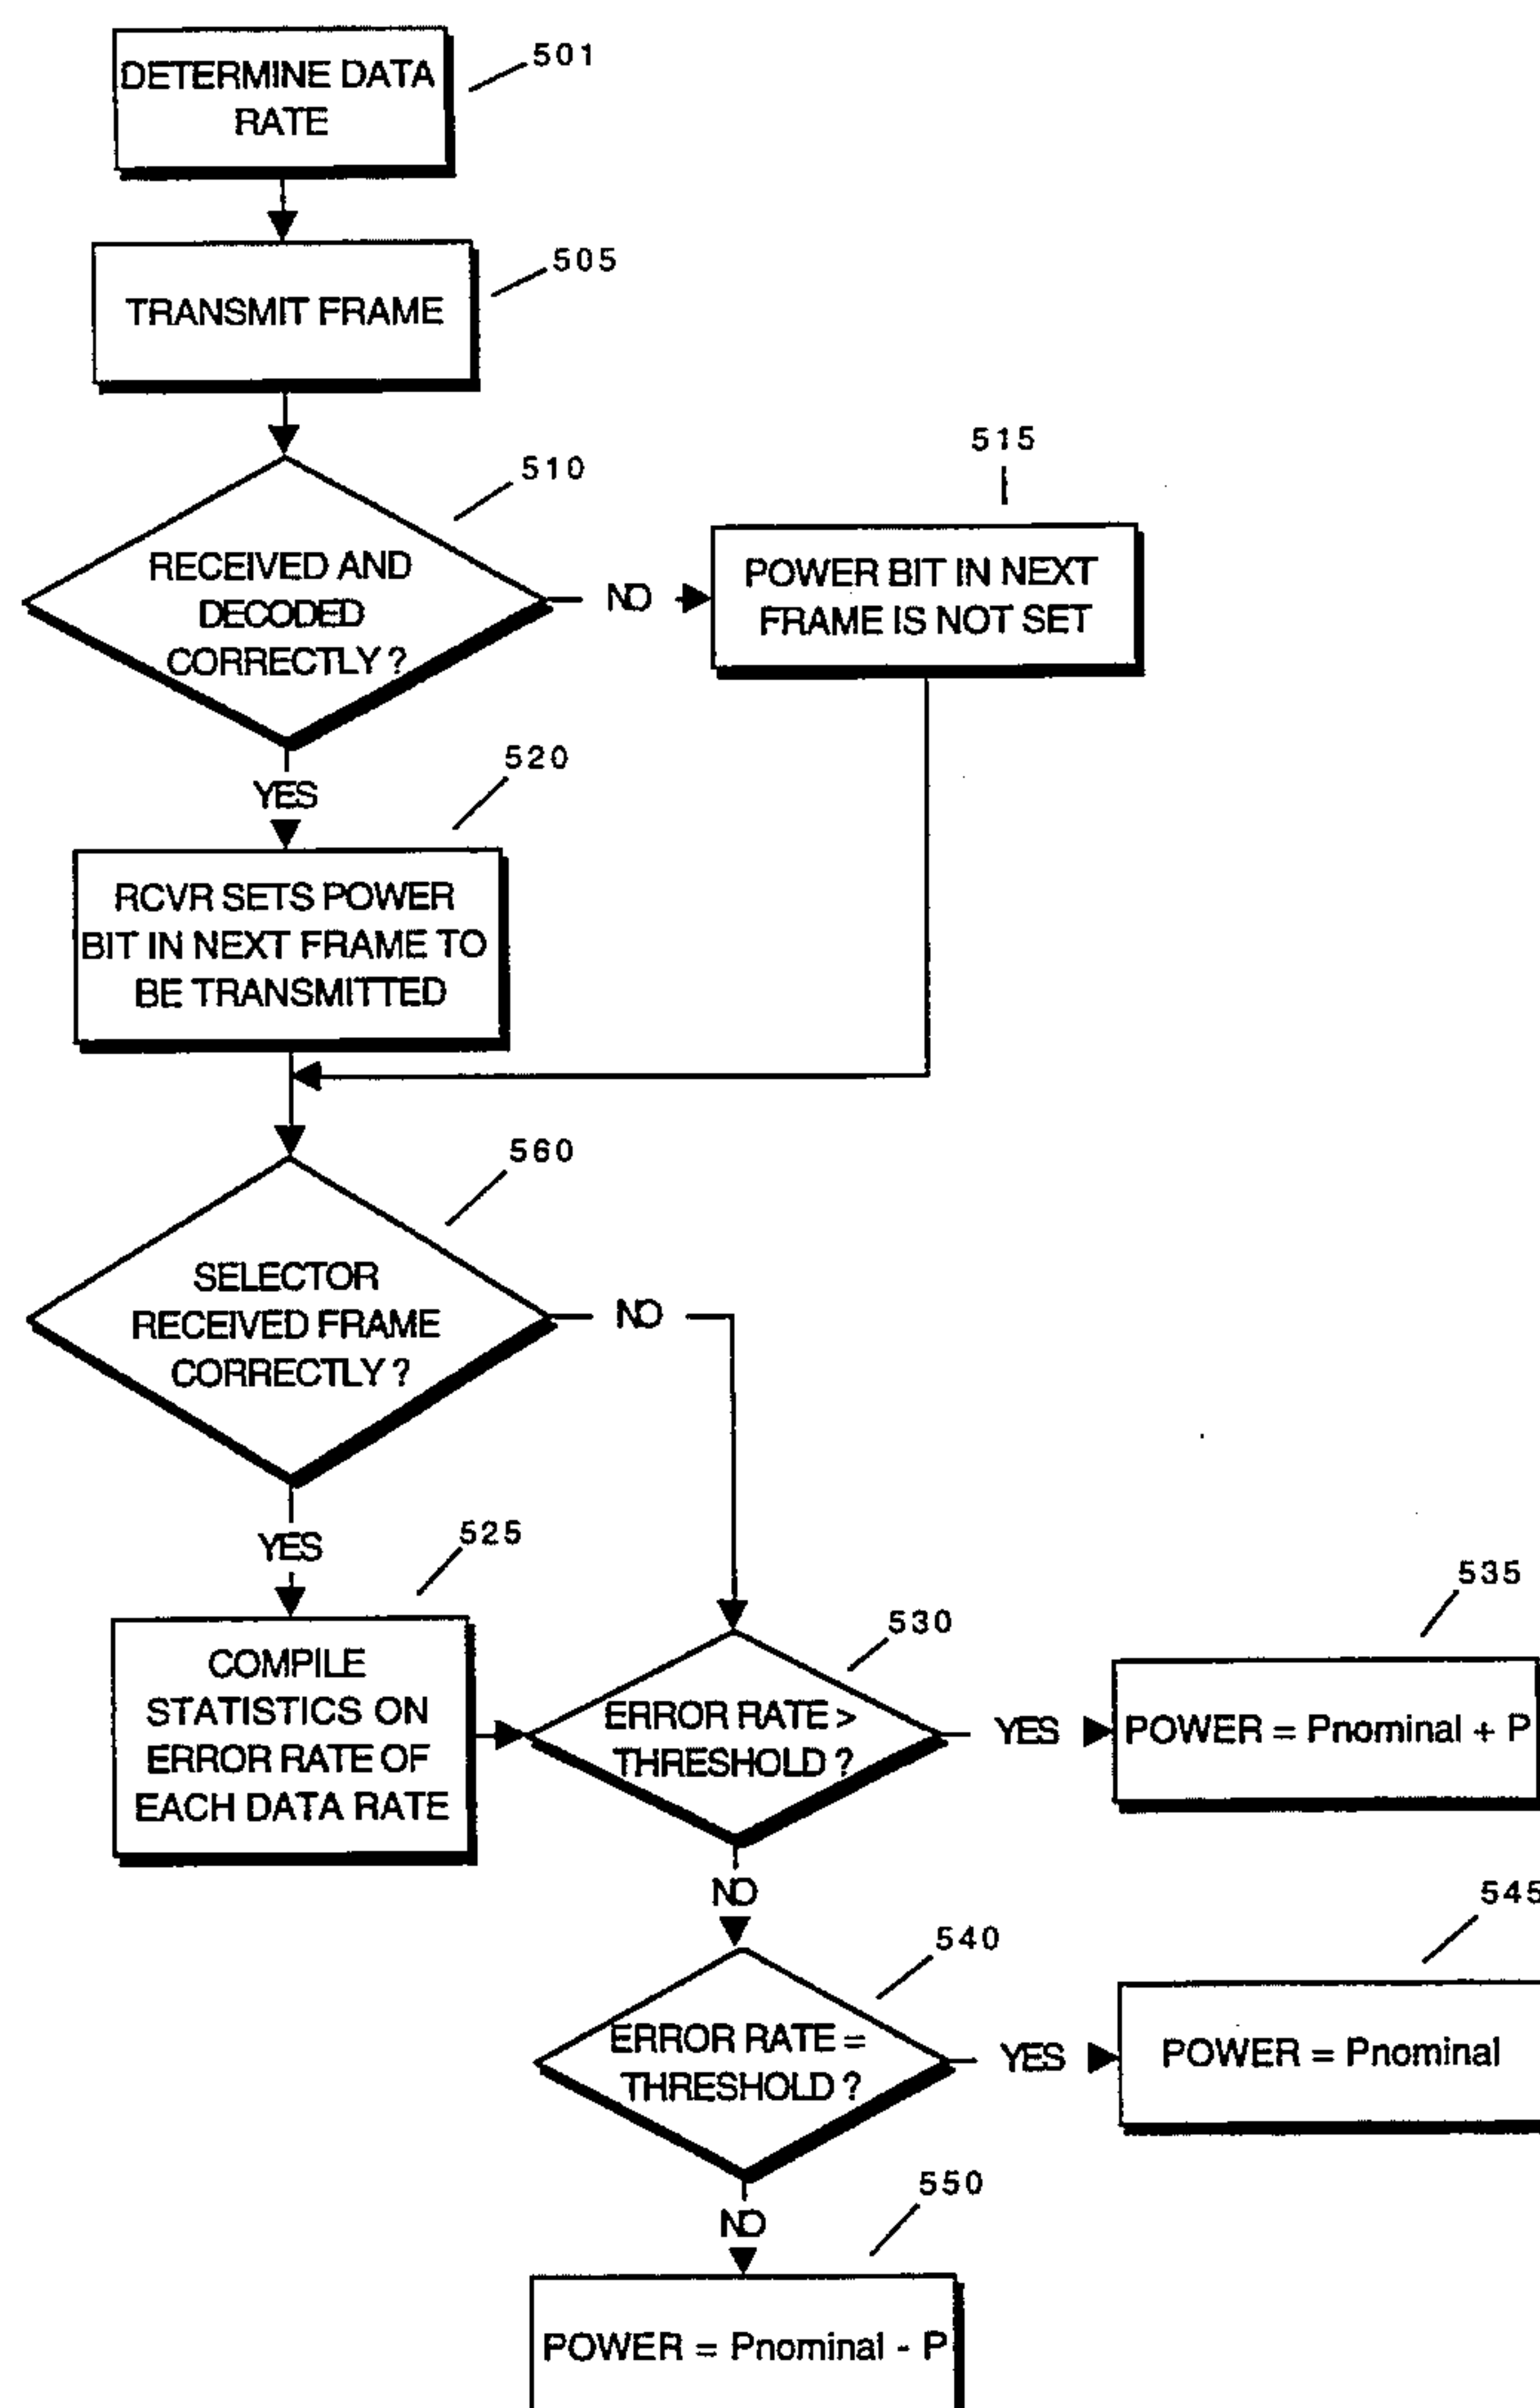 DETERMINE DATA
RATE
501
TRANSMIT FRAME
505
RECEIVED AND
DECODED
CORRECTLY ?
510
NO
515
POWER BIT IN NEXT
FRAME IS NOT SET
YES
520
RCVR SETS POWER
BIT IN NEXT FRAME TO
BE TRANSMITTED
560
SELECTOR
RECEIVED FRAME
CORRECTLY ?
NO
YES
525
COMPILE
STATISTICS ON
ERROR RATE OF
EACH DATA RATE
530
ERROR RATE >
THRESHOLD ?
YES
535
POWER = Pnominal + P
NO
540
ERROR RATE =
THRESHOLD ?
YES
545
POWER = Pnominal
NO
550
POWER = Pnominal - P